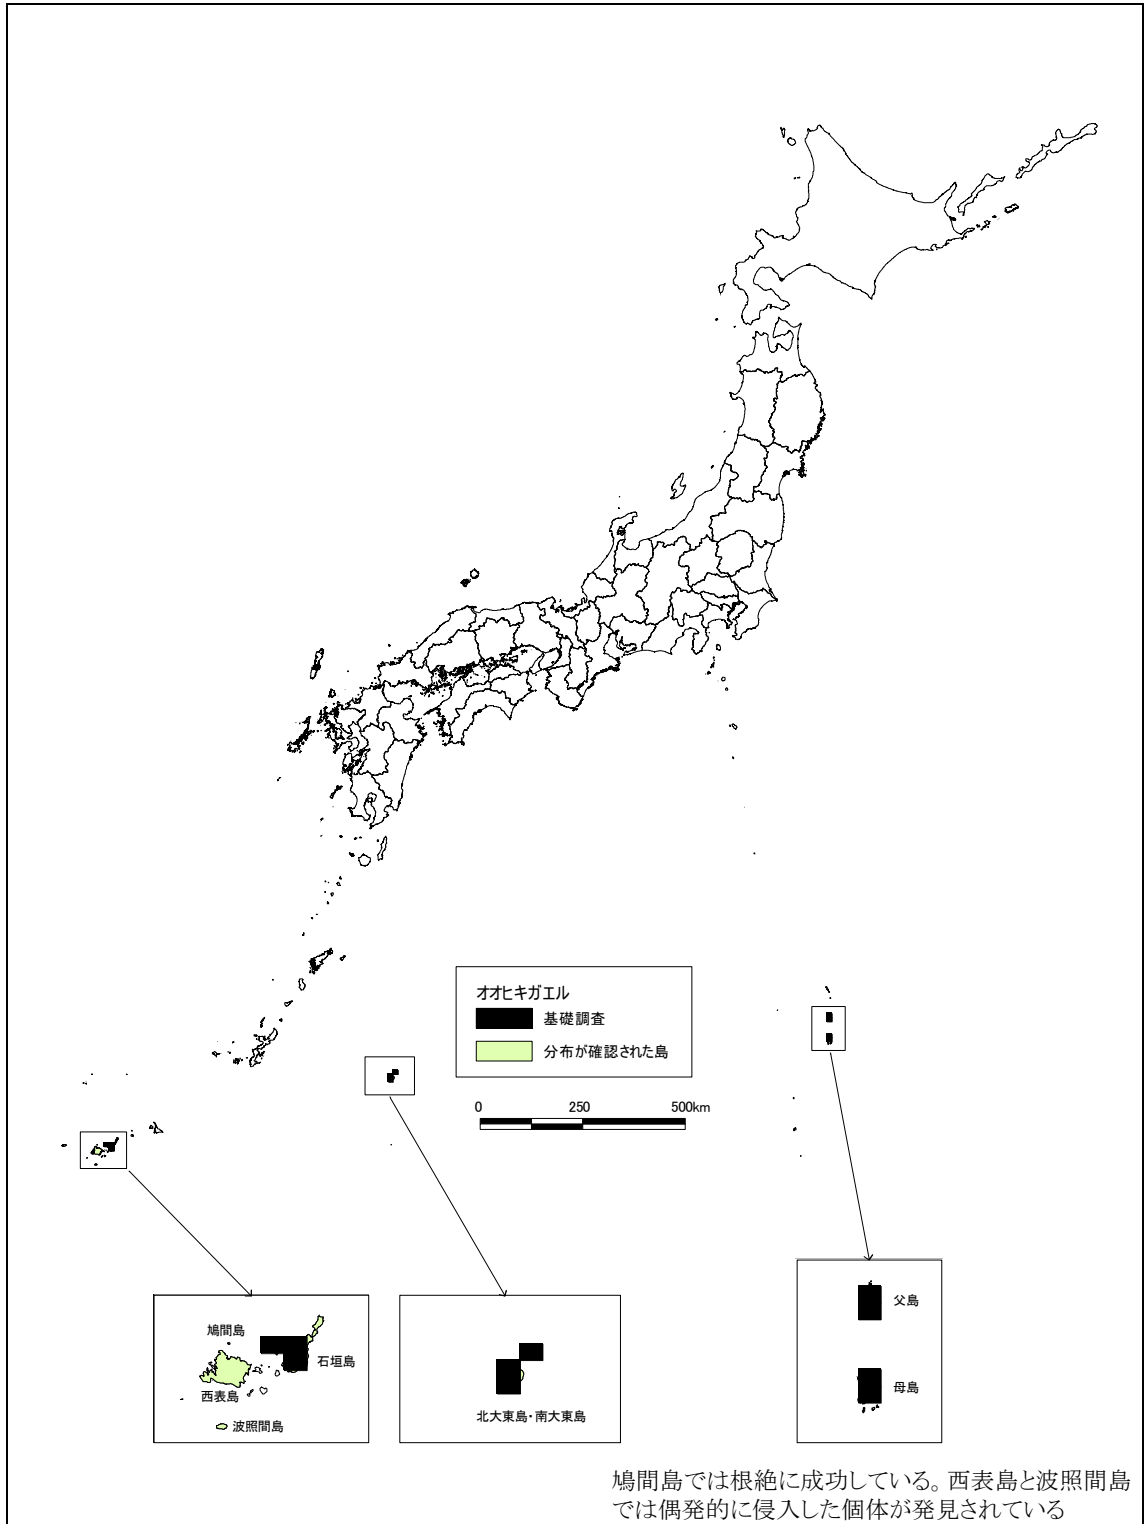 オオヒキガエル
基礎調査
分布が確認された島
0 250 500km
鳩間島
石垣島
西表島
波照間島
北大東島・南大東島
父島
母島
鳩間島では根絶に成功している。西表島と波照間島
では偶発的に侵入した個体が発見されている